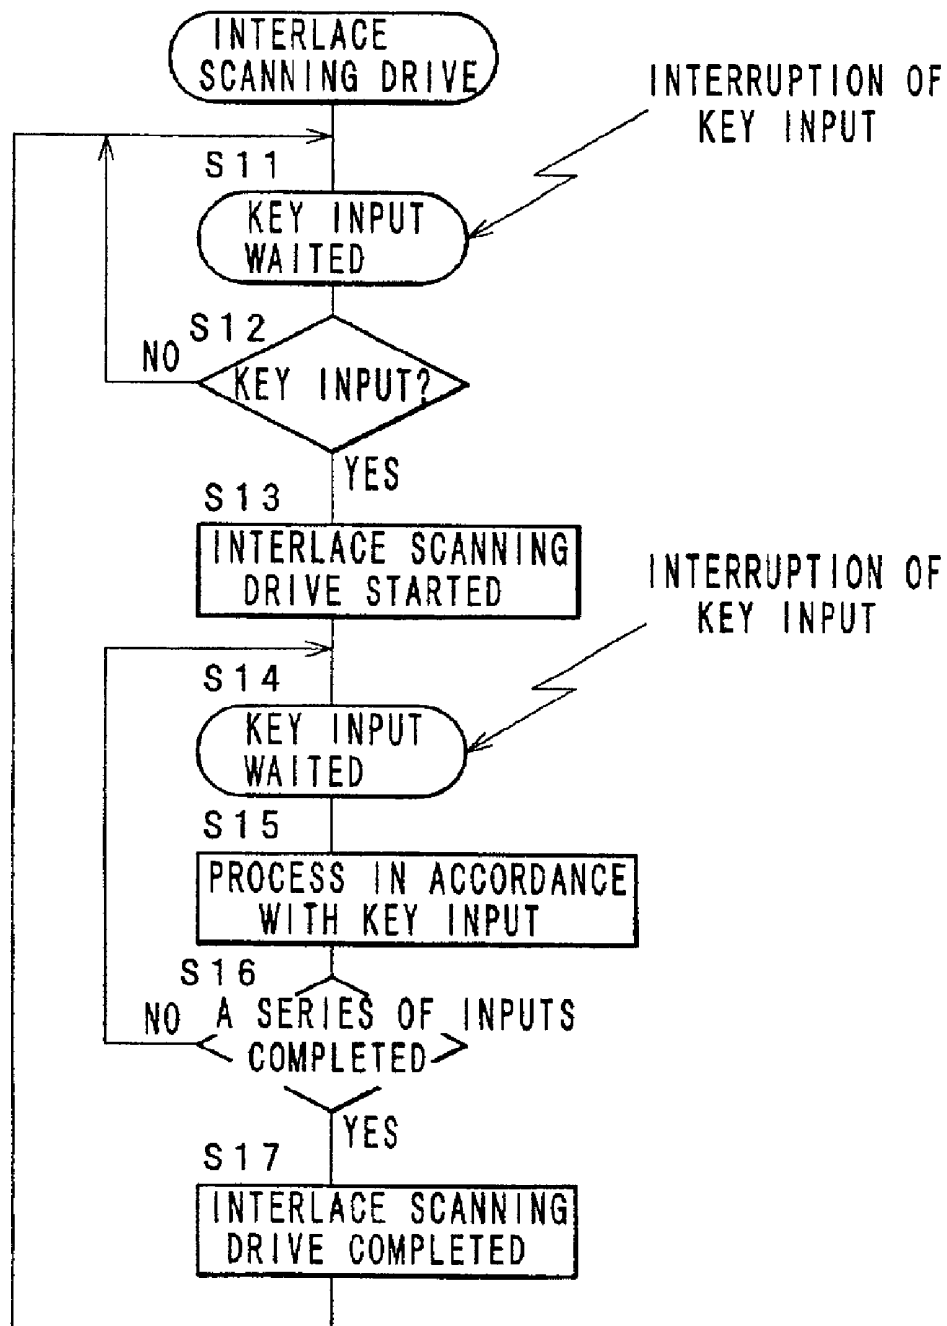 INTERLACE
SCANNING DRIVE
INTERRUPTION OF
KEY INPUT
S11
KEY INPUT
WAITED
S12
NO
KEY INPUT?
YES
S13
INTERLACE SCANNING
DRIVE STARTED
INTERRUPTION OF
KEY INPUT
S14
KEY INPUT
WAITED
S15
PROCESS IN ACCORDANCE
WITH KEY INPUT
S16
NO
A SERIES OF INPUTS
COMPLETED
YES
S17
INTERLACE SCANNING
DRIVE COMPLETED